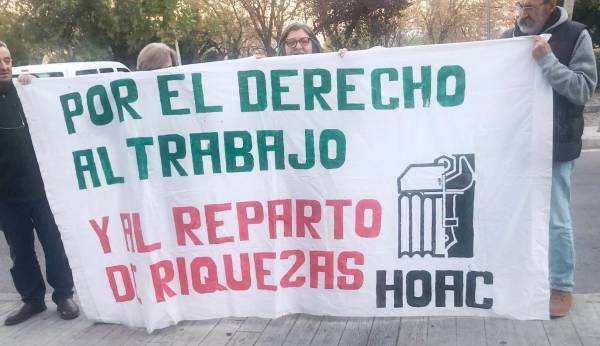 POR EL DERECHO
AL TRABAJO
Y AL REPARTO
DE RIQUEZAS
HOAC